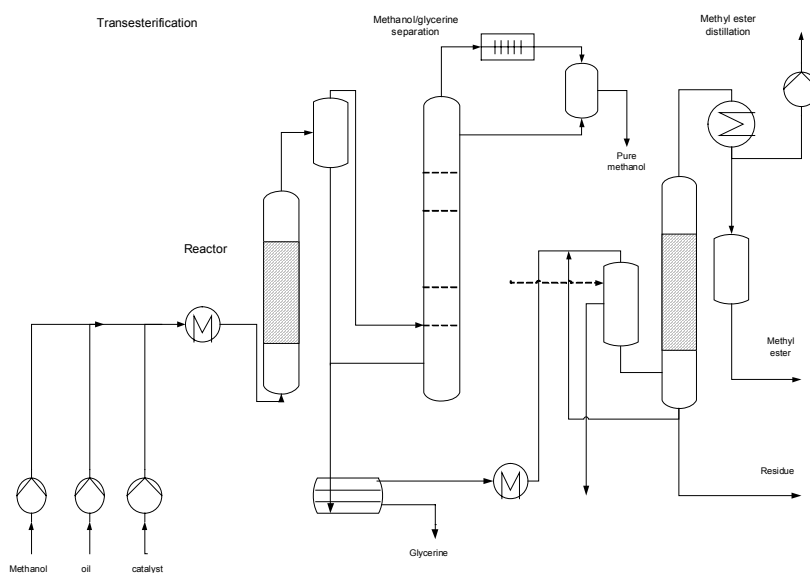 Transesterification
Methanol/glycerine
separation
Methyl ester
distillation
Pure
methanol
Reactor
Methyl
ester
Residue
Glycerine
Methanol
oil
catalyst